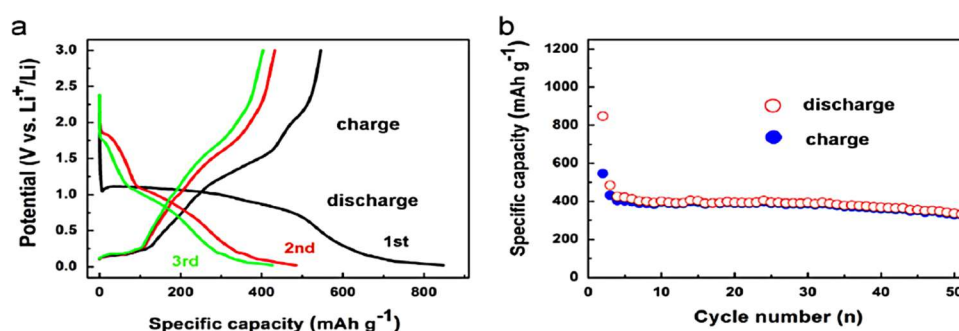 a
3.0
2.5
2.0
1.5
1.0
0.5
0.0
Potential (V vs. Li⁺/Li)
charge
discharge
1st
2nd
3rd
0 200 400 600 800
Specific capacity (mAh g⁻¹)
b
1200
1000
800
600
400
200
0
Specific capacity (mAh g⁻¹)
discharge
charge
0 10 20 30 40 50
Cycle number (n)